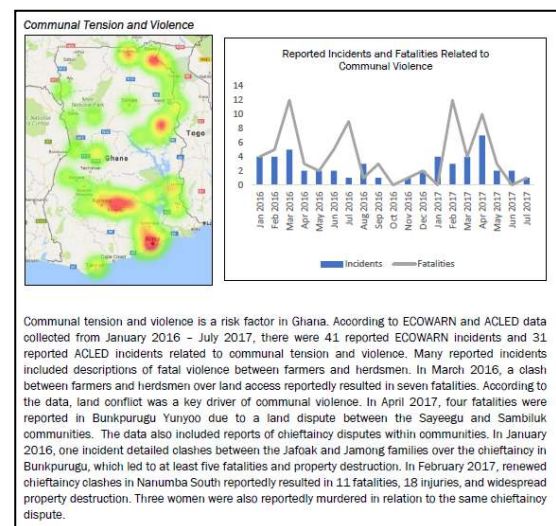 Communal Tension and Violence
Reported Incidents and Fatalities Related to
Communal Violence
14
12
10
8
6
4
2
0
Jan 2016
Feb 2016
Mar 2016
Apr 2016
May 2016
Jun 2016
Jul 2016
Aug 2016
Sep 2016
Oct 2016
Nov 2016
Dec 2016
Jan 2017
Feb 2017
Mar 2017
Apr 2017
May 2017
Jun 2017
Jul 2017
Incidents
Fatalities
Togo
Ghana
Communal tension and violence is a risk factor in Ghana. According to ECOWARN and ACLED data
collected from January 2016 – July 2017, there were 41 reported ECOWARN incidents and 31
reported ACLED incidents related to communal tension and violence. Many reported incidents
included descriptions of fatal violence between farmers and herdsmen. In March 2016, a clash
between farmers and herdsmen over land access reportedly resulted in seven fatalities. According to
the data, land conflict was a key driver of communal violence. In April 2017, four fatalities were
reported in Bunkpurugu Yunyoo due to a land dispute between the Sayeegu and Sambiluk
communities. The data also included reports of chieftaincy disputes within communities. In January
2016, one incident detailed clashes between the Jafoak and Jamong families over the chieftaincy in
Bunkpurugu, which led to at least five fatalities and property destruction. In February 2017, renewed
chieftaincy clashes in Nanumba South reportedly resulted in 11 fatalities, 18 injuries, and widespread
property destruction. Three women were also reportedly murdered in relation to the same chieftaincy
dispute.